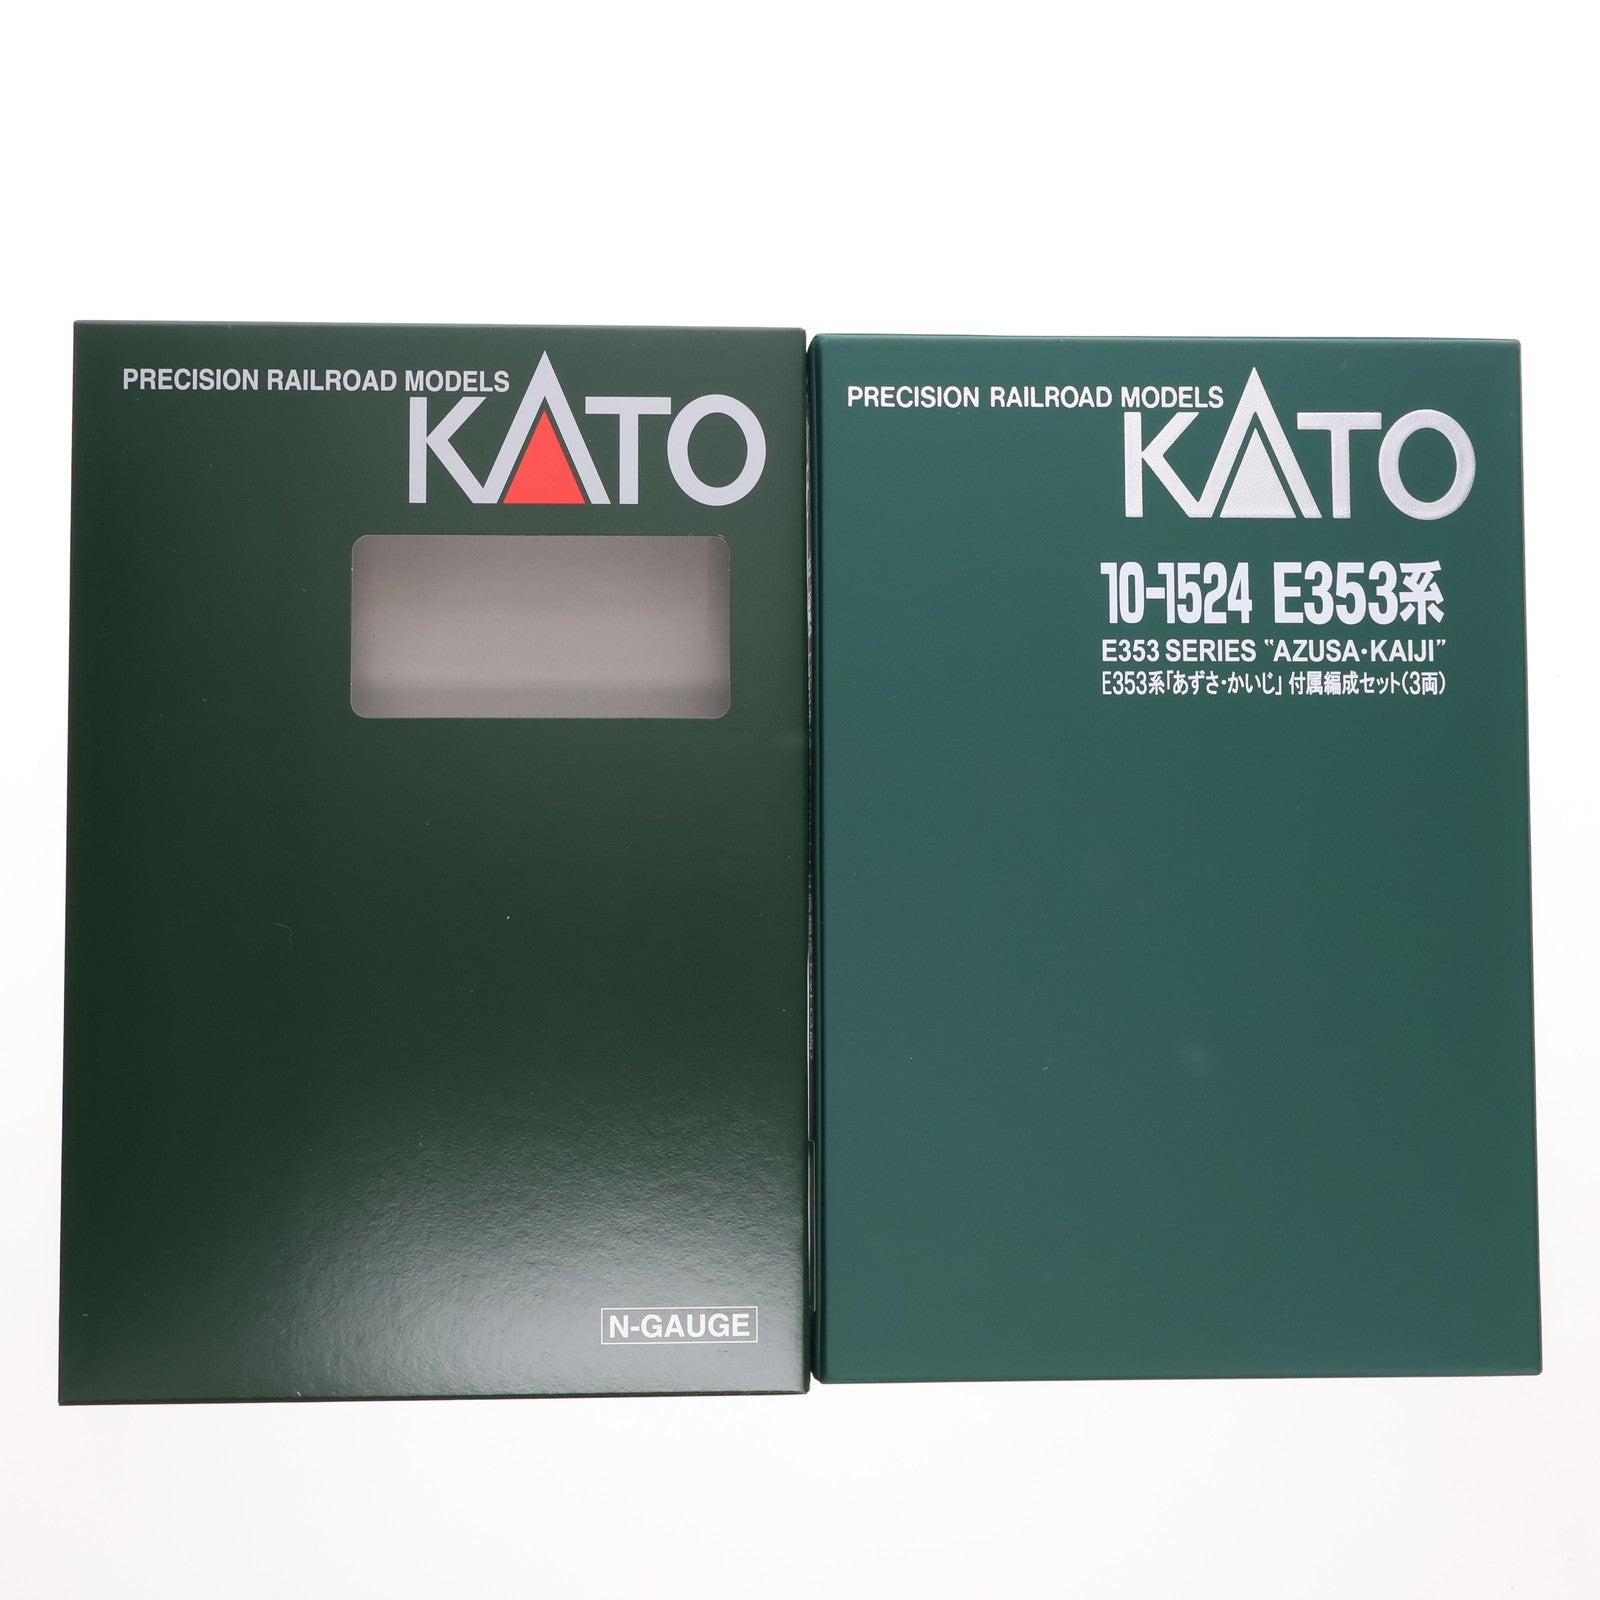 PRECISION RAILROAD MODELS
KATO
N-GAUGE
PRECISION RAILROAD MODELS
KATO
10-1524 E353系
E353 SERIES “AZUSA・KAIJI”
E353系「あずさ・かいじ」付属編成セット(3両)